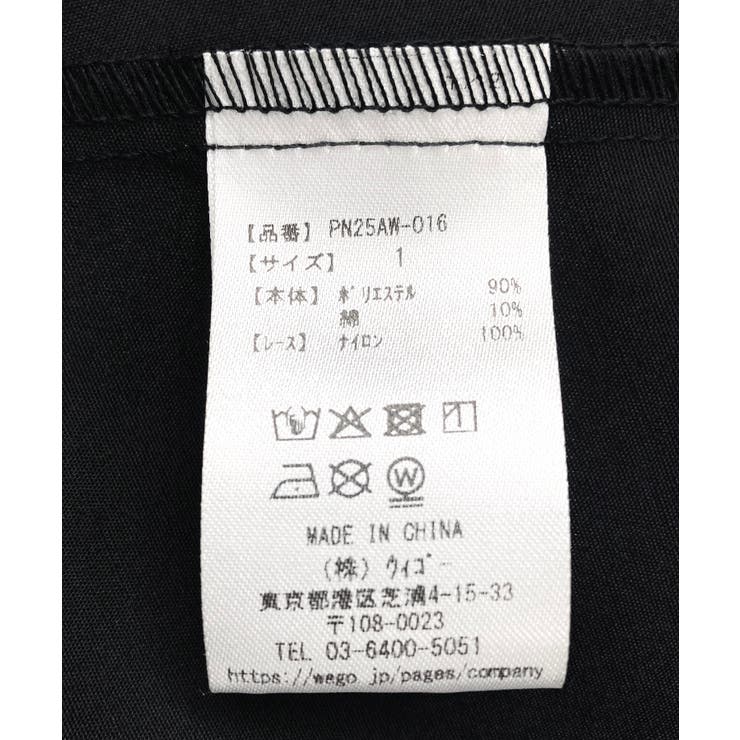 【品番】 PN25AW-016
【サイズ】 1
【本体】 ポリエステル 90%
綿 10%
【レース】 ナイロン 100%
W
MADE IN CHINA
(株) ウィゴー
東京都港区芝浦4-15-33
〒108-0023
TEL 03-6400-5051
https://wego.jp/pages/company